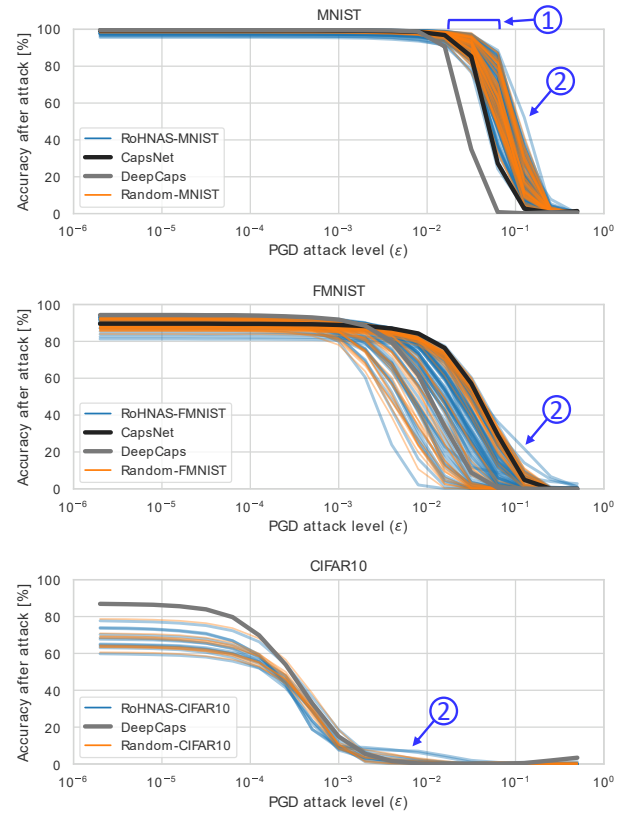 MNIST
1
2
Accuracy after attack [%]
100
80
60
40
20
0
RoHNAS-MNIST
CapsNet
DeepCaps
Random-MNIST
10⁻⁶ 10⁻⁵ 10⁻⁴ 10⁻³ 10⁻² 10⁻¹ 10⁰
PGD attack level (ε)
FMNIST
2
Accuracy after attack [%]
100
80
60
40
20
0
RoHNAS-FMNIST
CapsNet
DeepCaps
Random-FMNIST
10⁻⁶ 10⁻⁵ 10⁻⁴ 10⁻³ 10⁻² 10⁻¹ 10⁰
PGD attack level (ε)
CIFAR10
2
Accuracy after attack [%]
100
80
60
40
20
0
RoHNAS-CIFAR10
DeepCaps
Random-CIFAR10
10⁻⁶ 10⁻⁵ 10⁻⁴ 10⁻³ 10⁻² 10⁻¹ 10⁰
PGD attack level (ε)